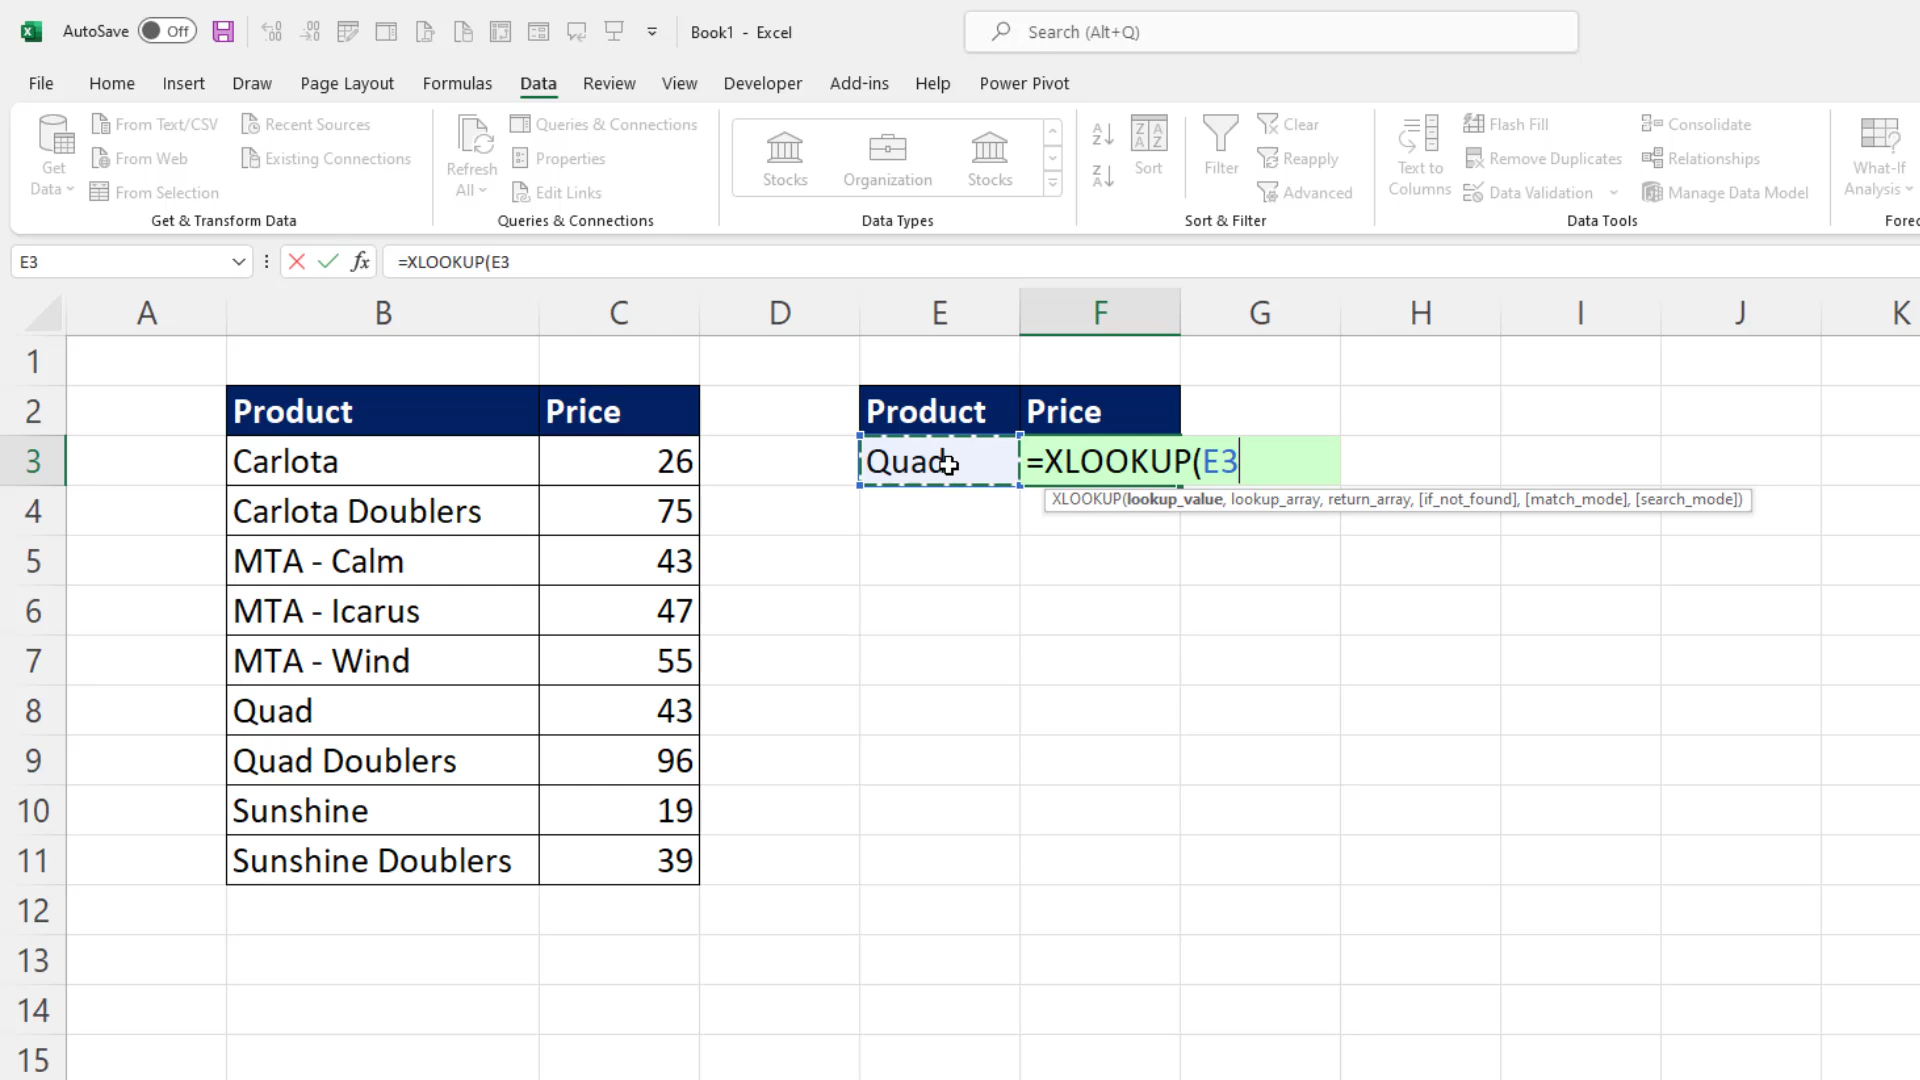 AutoSave Off Book1 - Excel Search (Alt+Q)
File Home Insert Draw Page Layout Formulas Data Review View Developer Add-ins Help Power Pivot
Get Data
From Text/CSV
From Web
From Selection
Recent Sources
Existing Connections
Get & Transform Data
Refresh All
Queries & Connections
Properties
Edit Links
Queries & Connections
Stocks Organization Stocks
Data Types
Sort
Filter
Clear
Reapply
Advanced
Sort & Filter
Text to Columns
Flash Fill
Remove Duplicates
Data Validation
Consolidate
Relationships
Manage Data Model
Data Tools
What-If Analysis
Forec
E3 fx =XLOOKUP(E3
A B C D E F G H I J K
1
2 Product Price Product Price
3 Carlota 26 Quad =XLOOKUP(E3
XLOOKUP(lookup_value, lookup_array, return_array, [if_not_found], [match_mode], [search_mode])
4 Carlota Doublers 75
5 MTA - Calm 43
6 MTA - Icarus 47
7 MTA - Wind 55
8 Quad 43
9 Quad Doublers 96
10 Sunshine 19
11 Sunshine Doublers 39
12
13
14
15